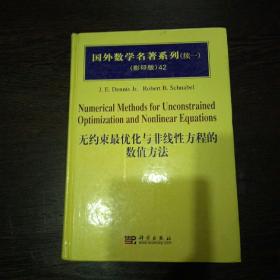 国外数学名著系列(续一)
(影印版)42
J. E. Dennis Jr.  Robert B. Schnabel
Numerical Methods for Unconstrained
Optimization and Nonlinear Equations
无约束最优化与非线性方程的
数值方法
科学出版社